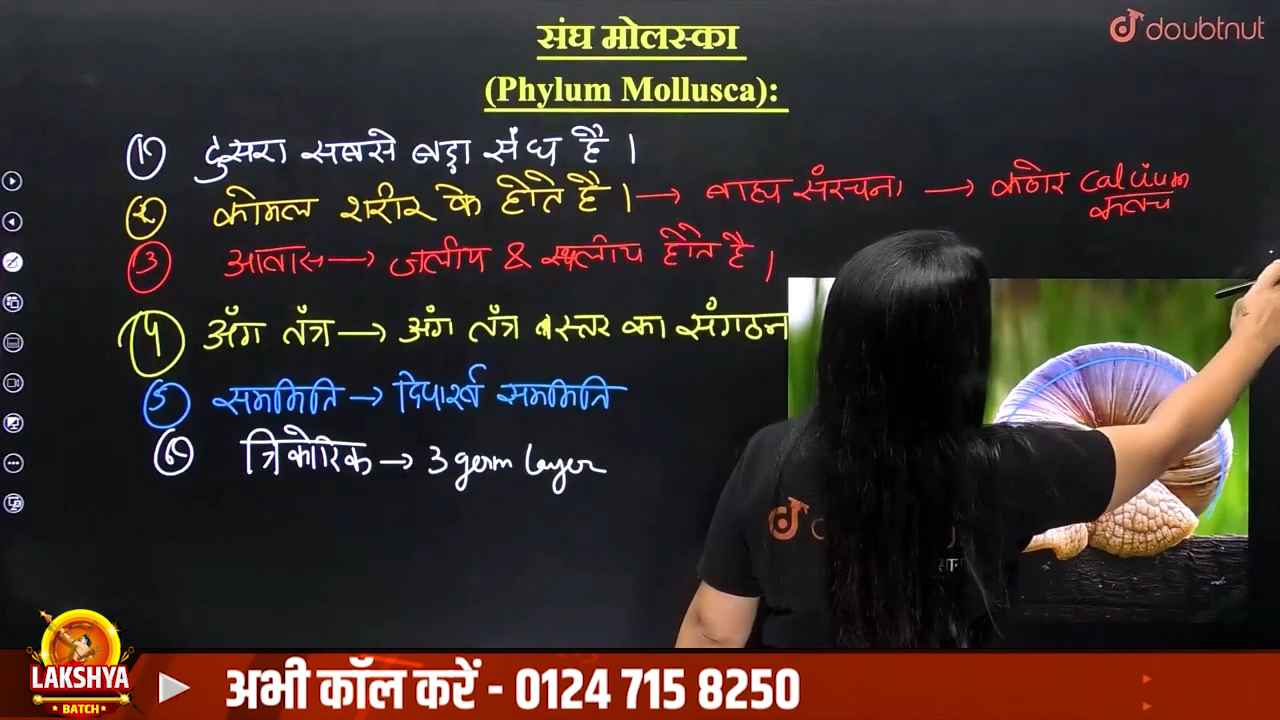 doubtnut
संघ मोलस्का
(Phylum Mollusca):
(1) दुसरा सबसे बड़ा संघ है ।
(2) कोमल शरीर के होते है । → बाह्य संरचना → कठोर Calcium
कवच
(3) आवास → जलीय & स्थलीय होते है ।
(4) अंग तंत्र → अंग तंत्र स्तर का संगठन
(5) सममिति → द्विपार्श्व सममिति
(6) त्रिकोरिक → 3 germ layer
LAKSHYA
BATCH
अभी कॉल करें - 0124 715 8250